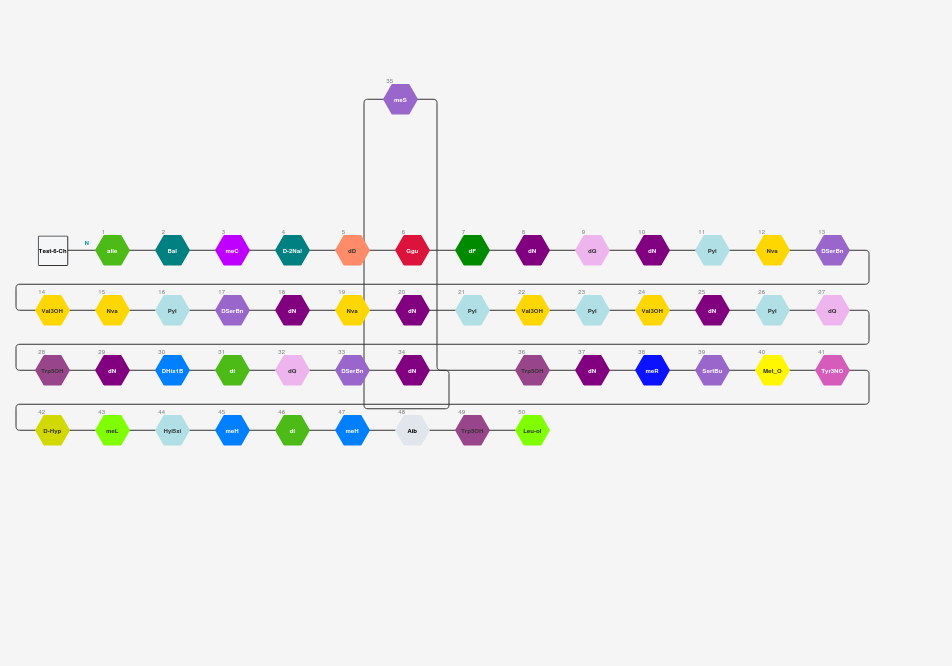 35
meS
1 2 3 4 5 6 7 8 9 10 11 12 13
N aIle Bal meC D-2Nal dD Ggu dF dN dQ dN Pyl Nva DSerBn
14 15 16 17 18 19 20 21 22 23 24 25 26 27
Val3OH Nva Pyl DSerBn dN Nva dN Pyl Val3OH Pyl Val3OH dN Pyl dQ
28 29 30 31 32 33 34 36 37 38 39 40 41
Trp5OH dN DHis1B dI dQ DSerBn dN Trp5OH dN meR SertBu Met_O Tyr3NO
42 43 44 45 46 47 48 49 50
D-Hyp meL Hyl5xi meH dI meH Aib Trp5OH Leu-ol